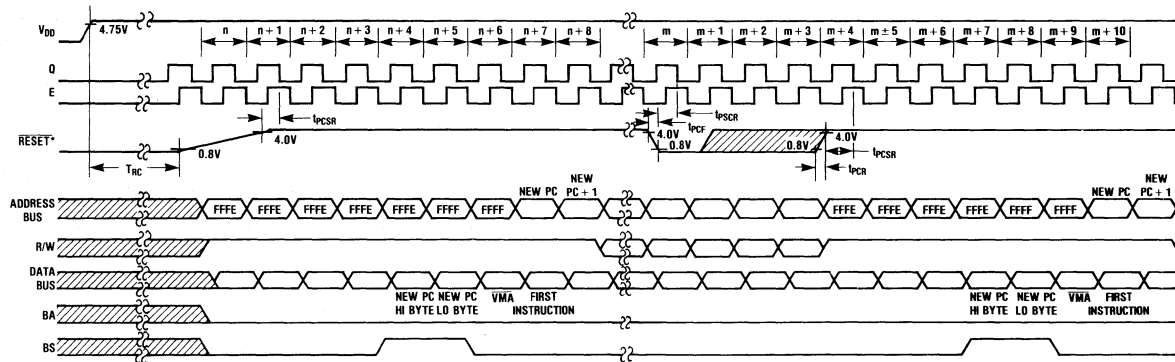 VDD
4.75V
n n + 1 n + 2 n + 3 n + 4 n + 5 n + 6 n + 7 n + 8 m m + 1 m + 2 m + 3 m + 4 m ± 5 m + 6 m + 7 m + 8 m + 9 m + 10
Q
E
tPCSR tPCF tPSCR
RESET* 0.8V 4.0V 4.0V 0.8V 0.8V 4.0V
tPCSR
tPCR
TRC
NEW PC NEW PC + 1 NEW PC NEW PC + 1
ADDRESS BUS FFFE FFFE FFFE FFFE FFFE FFFF FFFF FFFE FFFE FFFE FFFE FFFF FFFF
R/W
DATA BUS
NEW PC HI BYTE NEW PC LO BYTE VMA FIRST INSTRUCTION NEW PC HI BYTE NEW PC LO BYTE VMA FIRST INSTRUCTION
BA
BS